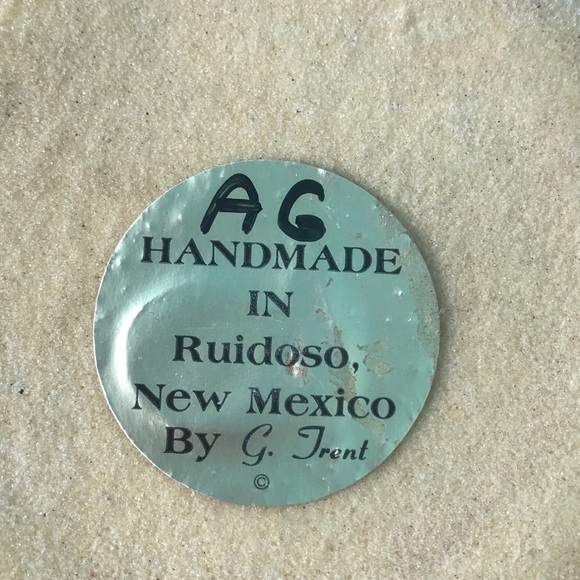 AG
HANDMADE
IN
Ruidoso,
New Mexico
By G. Trent
©